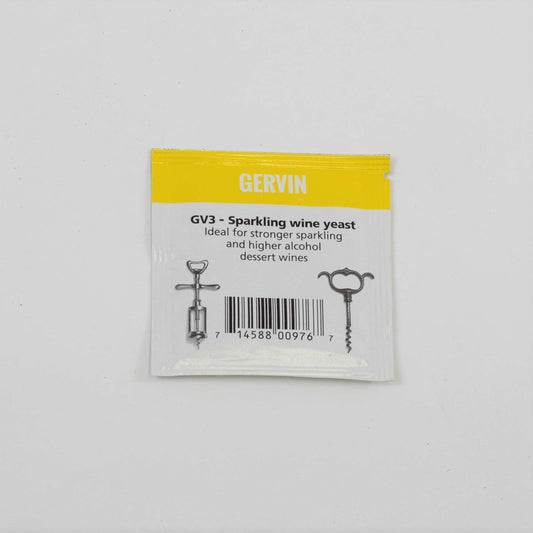 GERVIN
GV3 - Sparkling wine yeast
Ideal for stronger sparkling
and higher alcohol
dessert wines
7 14588 00976 7